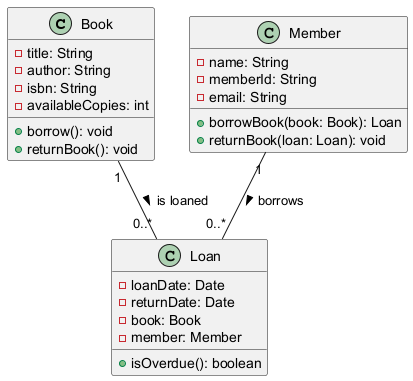 C Book
title: String
author: String
isbn: String
availableCopies: int
borrow(): void
returnBook(): void
C Member
name: String
memberId: String
email: String
borrowBook(book: Book): Loan
returnBook(loan: Loan): void
1
is loaned
0..*
1
borrows
0..*
C Loan
loanDate: Date
returnDate: Date
book: Book
member: Member
isOverdue(): boolean